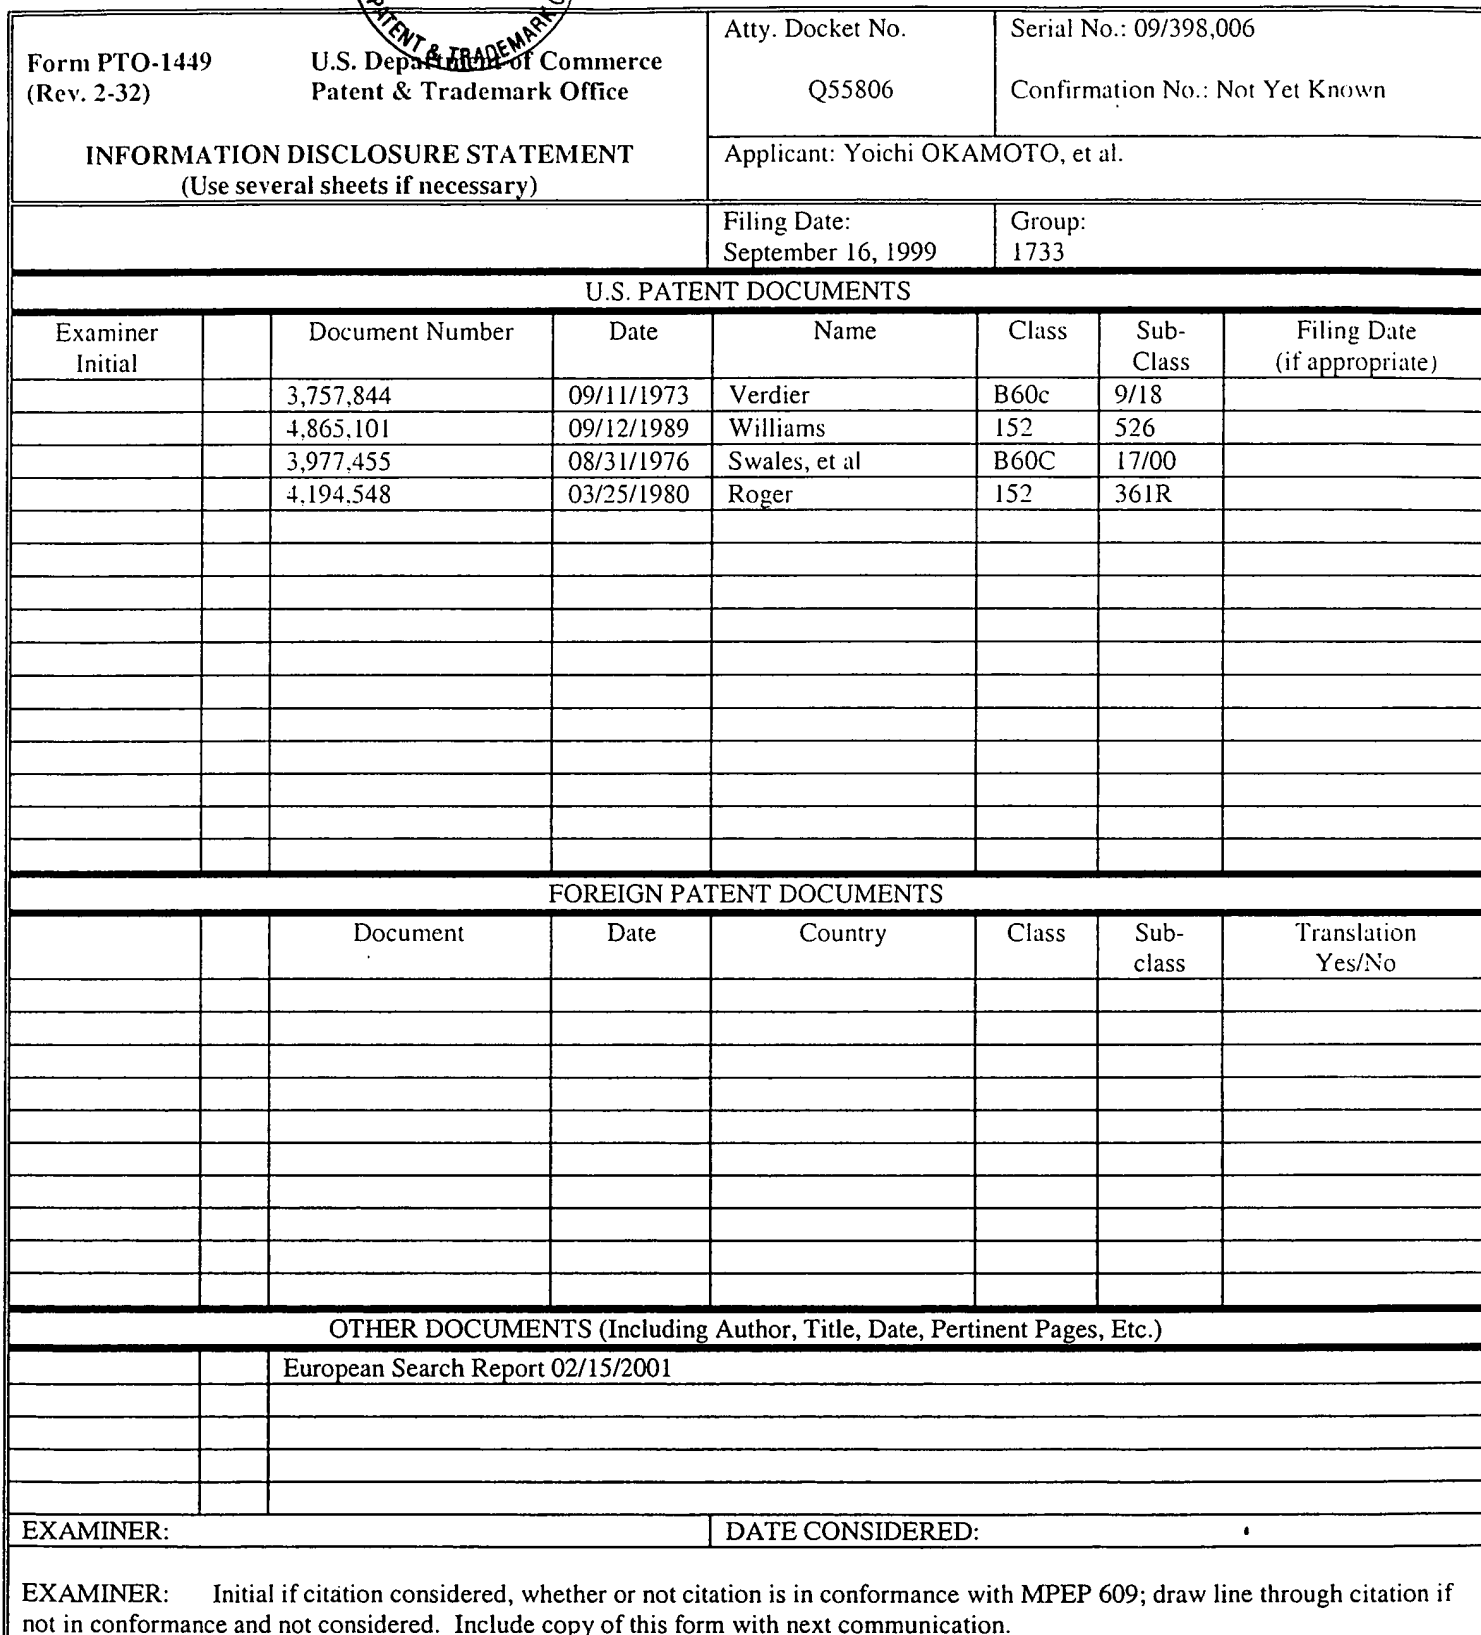 PATENT & TRADEMARK
Form PTO-1449 U.S. Department of Commerce
(Rev. 2-32) Patent & Trademark Office
INFORMATION DISCLOSURE STATEMENT
(Use several sheets if necessary)
Atty. Docket No.
Q55806
Serial No.: 09/398,006
Confirmation No.: Not Yet Known
Applicant: Yoichi OKAMOTO, et al.
Filing Date:
September 16, 1999
Group:
1733
U.S. PATENT DOCUMENTS
Examiner Initial Document Number Date Name Class Sub-Class Filing Date (if appropriate)
3,757,844 09/11/1973 Verdier B60c 9/18
4,865,101 09/12/1989 Williams 152 526
3,977,455 08/31/1976 Swales, et al B60C 17/00
4,194,548 03/25/1980 Roger 152 361R
FOREIGN PATENT DOCUMENTS
Document Date Country Class Sub-class Translation Yes/No
OTHER DOCUMENTS (Including Author, Title, Date, Pertinent Pages, Etc.)
European Search Report 02/15/2001
EXAMINER: DATE CONSIDERED:
EXAMINER: Initial if citation considered, whether or not citation is in conformance with MPEP 609; draw line through citation if
not in conformance and not considered. Include copy of this form with next communication.